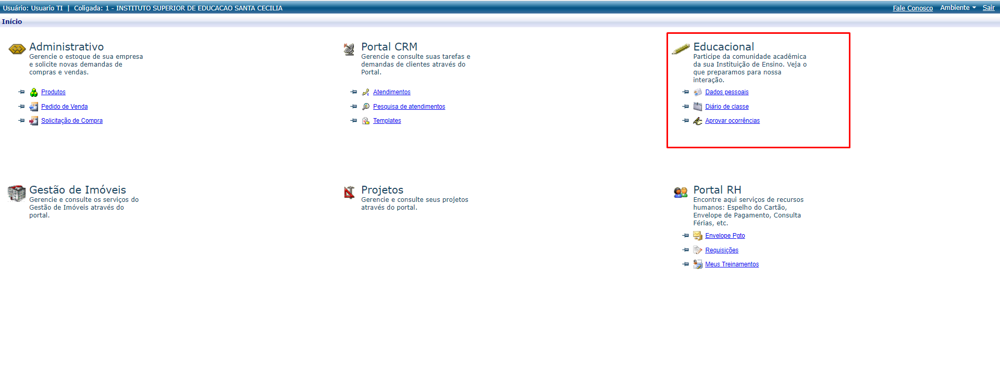 Usuário: Usuario TI | Coligada: 1 - INSTITUTO SUPERIOR DE EDUCACAO SANTA CECILIA
Fale Conosco Ambiente Sair
Início
Administrativo
Gerencie o estoque de sua empresa
e solicite novas demandas de
compras e vendas.
Produtos
Pedido de Venda
Solicitação de Compra
Portal CRM
Gerencie e consulte suas tarefas e
demandas de clientes através do
Portal.
Atendimentos
Pesquisa de atendimentos
Templates
Educacional
Participe da comunidade acadêmica
da sua Instituição de Ensino. Veja o
que preparamos para nossa
interação.
Dados pessoais
Diário de classe
Aprovar ocorrências
Gestão de Imóveis
Gerencie e consulte os serviços do
Gestão de Imóveis através do
portal.
Projetos
Gerencie e consulte seus projetos
através do portal.
Portal RH
Encontre aqui serviços de recursos
humanos: Espelho do Cartão,
Envelope de Pagamento, Consulta
Férias, etc.
Envelope Pgto
Requisições
Meus Treinamentos